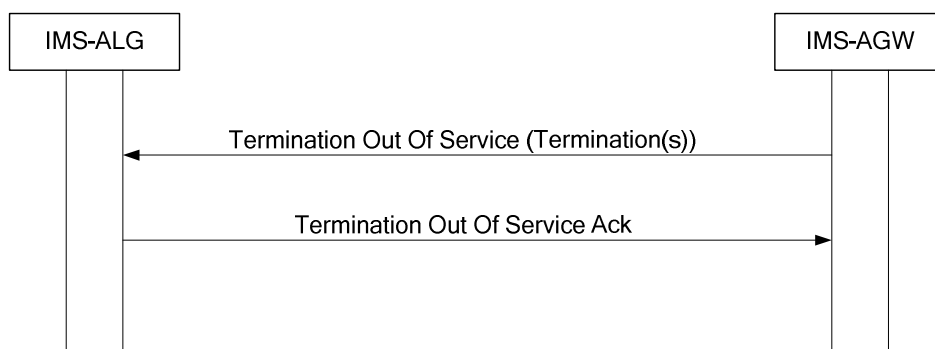 IMS-ALG
IMS-AGW
Termination Out Of Service (Termination(s))
Termination Out Of Service Ack